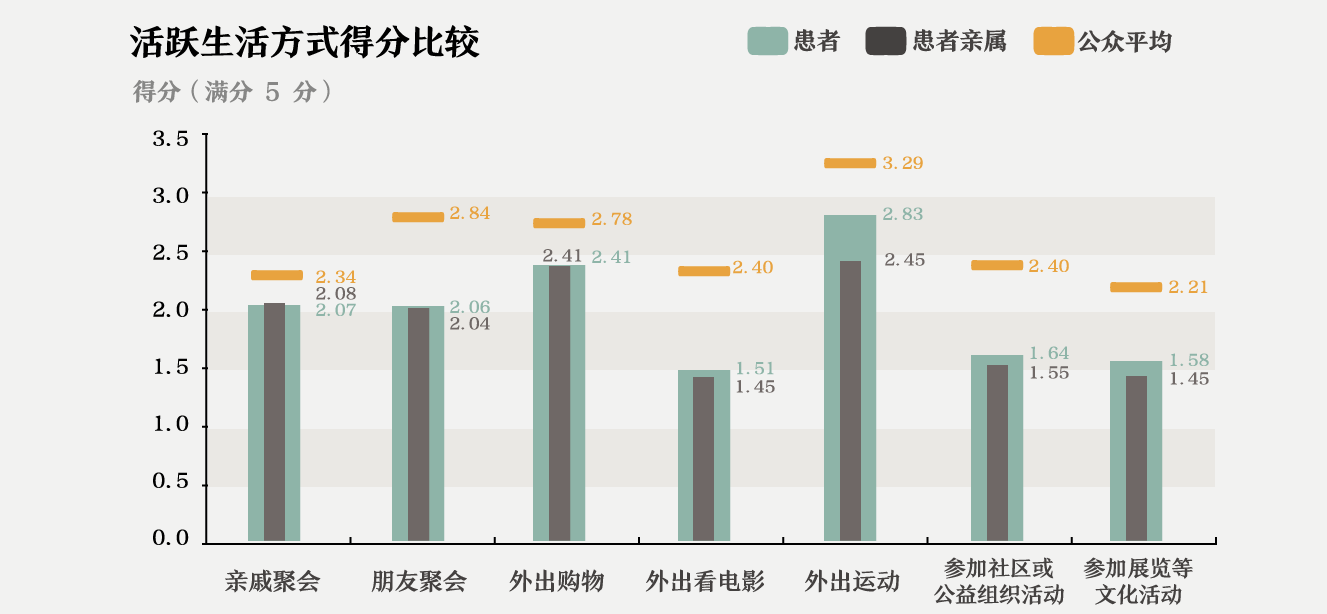 活跃生活方式得分比较
患者 患者亲属 公众平均
得分（满分 5 分）
3.5
3.0
2.5
2.0
1.5
1.0
0.5
0.0
2.34
2.08
2.07
2.84
2.06
2.04
2.78
2.41 2.41
2.40
1.51
1.45
3.29
2.83
2.45
2.40
1.64
1.55
2.21
1.58
1.45
亲戚聚会
朋友聚会
外出购物
外出看电影
外出运动
参加社区或
公益组织活动
参加展览等
文化活动